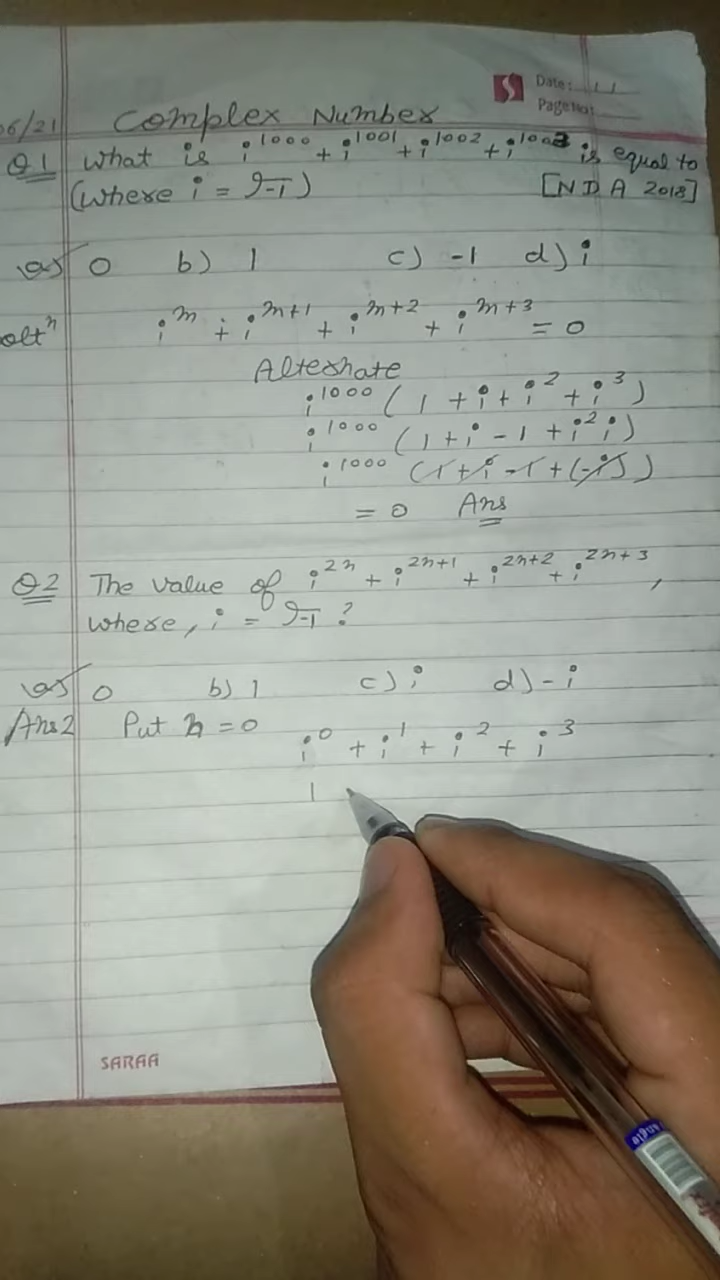 Date: 11
Page No:
06/21 Complex Number
Q1 What is i^1000 + i^1001 + i^1002 + i^1003 is equal to
(where i = √-1) [NDA 2018]
a) 0 b) 1 c) -1 d) i
oltⁿ i^m + i^m+1 + i^m+2 + i^m+3 = 0
Alternate
i^1000 (1 + i + i^2 + i^3)
i^1000 (1 + i - 1 + i^2 i)
i^1000 (1 + i - 1 + (-i))
= 0 Ans
Q2 The value of i^2n + i^2n+1 + i^2n+2 + i^2n+3,
where, i = √-1 ?
a) 0 b) 1 c) i d) -i
Ans2 Put n = 0 i^0 + i^1 + i^2 + i^3
1
SARAA